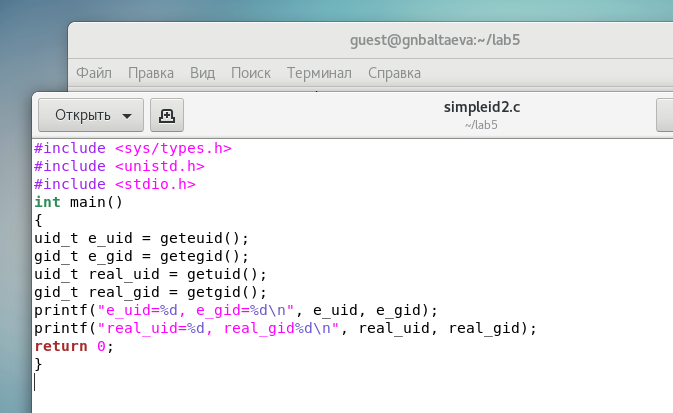 guest@gnbaltaeva:~/lab5
Файл Правка Вид Поиск Терминал Справка
Открыть
simpleid2.c
~/lab5
#include <sys/types.h>
#include <unistd.h>
#include <stdio.h>
int main()
{
uid_t e_uid = geteuid();
gid_t e_gid = getegid();
uid_t real_uid = getuid();
gid_t real_gid = getgid();
printf("e_uid=%d, e_gid=%d\n", e_uid, e_gid);
printf("real_uid=%d, real_gid%d\n", real_uid, real_gid);
return 0;
}